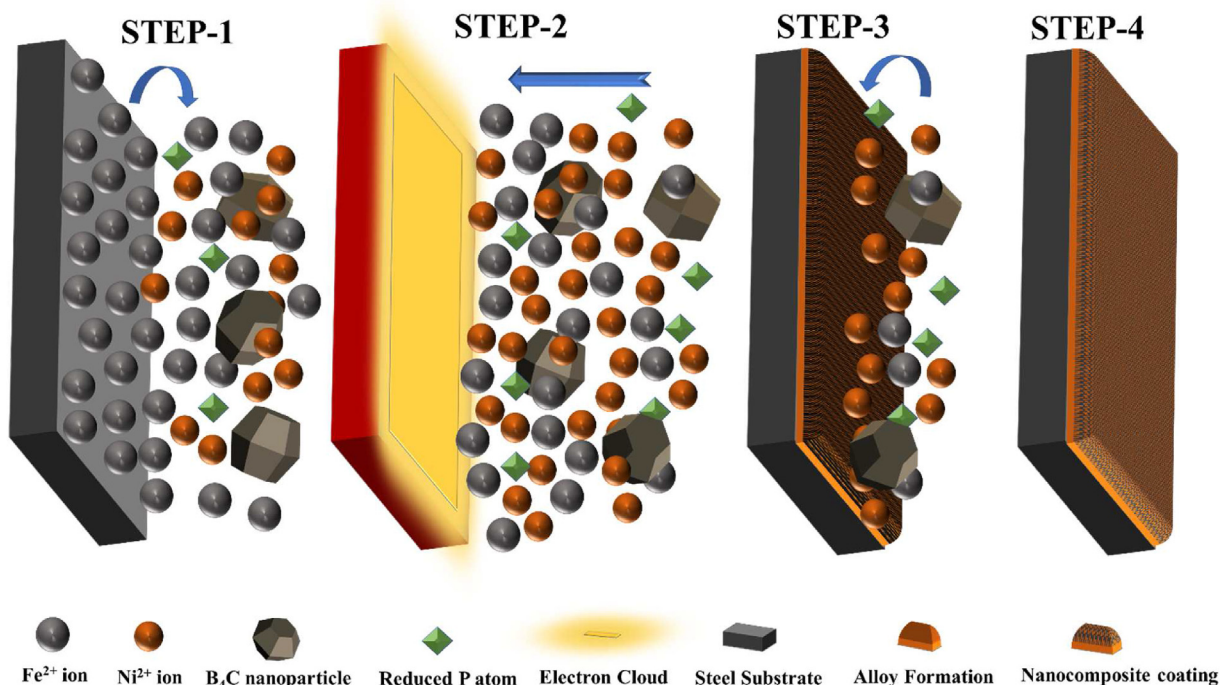 STEP-1
STEP-2
STEP-3
STEP-4
Fe²⁺ ion
Ni²⁺ ion
B₄C nanoparticle
Reduced P atom
Electron Cloud
Steel Substrate
Alloy Formation
Nanocomposite coating